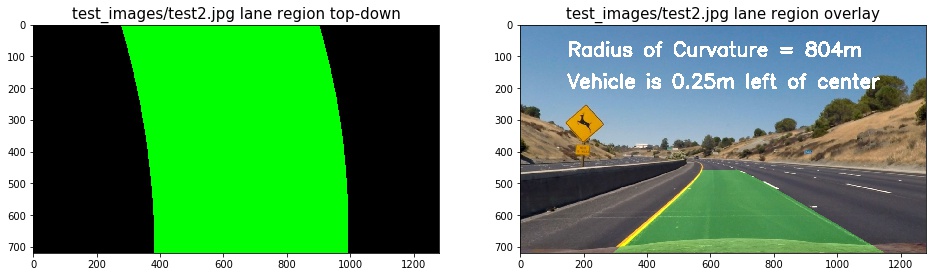 test_images/test2.jpg lane region top-down
0
100
200
300
400
500
600
700
0 200 400 600 800 1000 1200
test_images/test2.jpg lane region overlay
Radius of Curvature = 804m
Vehicle is 0.25m left of center
0
100
200
300
400
500
600
700
0 200 400 600 800 1000 1200